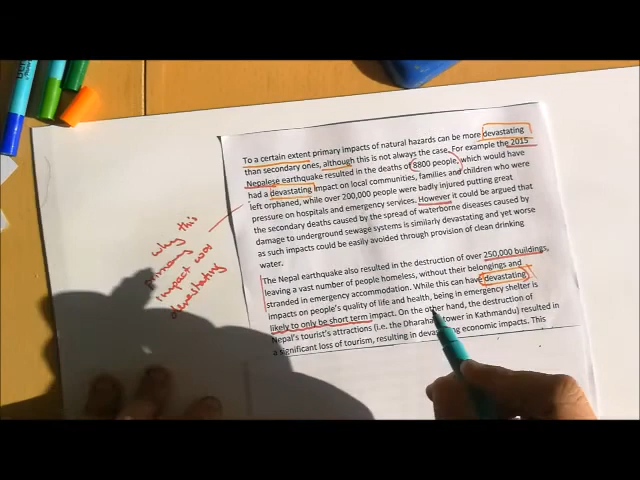 To a certain extent primary impacts of natural hazards can be more devastating
than secondary ones, although this is not always the case. For example the 2015
Nepalese earthquake resulted in the deaths of 8800 people, which would have
had a devastating impact on local communities, families and children who were
left orphaned, while over 200,000 people were badly injured putting great
pressure on hospitals and emergency services. However it could be argued that
the secondary deaths caused by the spread of waterborne diseases caused by
damage to underground sewage systems is similarly devastating and yet worse
as such impacts could be easily avoided through provision of clean drinking
water.
The Nepal earthquake also resulted in the destruction of over 250,000 buildings,
leaving a vast number of people homeless, without their belongings and
stranded in emergency accommodation. While this can have devastating
impacts on people's quality of life and health, being in emergency shelter is
likely to only be short term impact. On the other hand, the destruction of
Nepal's tourist's attractions (i.e. the Dharahara tower in Kathmandu) resulted in
a significant loss of tourism, resulting in devastating economic impacts. This
why this
primary
impact was
devastating